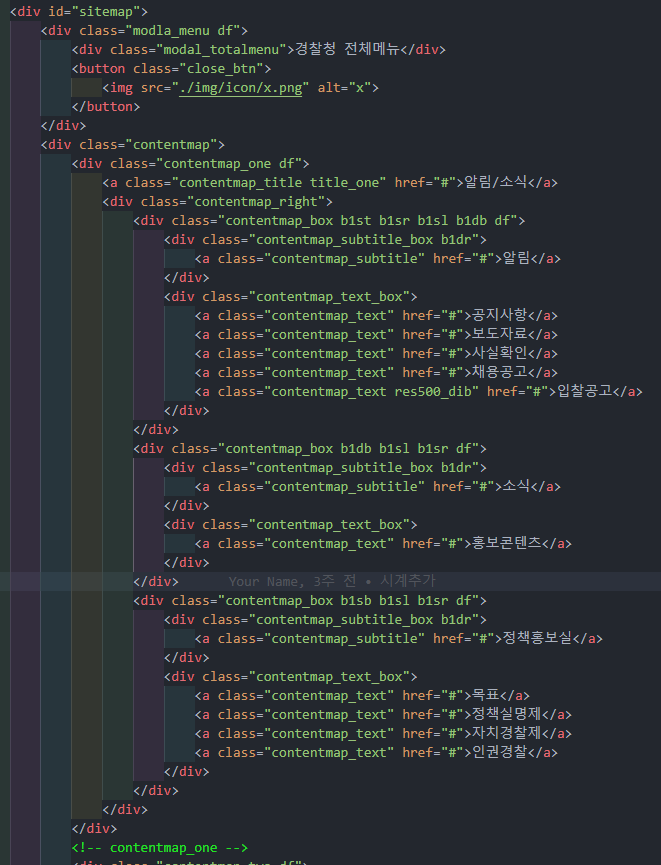 <div id="sitemap">
<div class="modla_menu df">
<div class="modal_totalmenu">경찰청 전체메뉴</div>
<button class="close_btn">
<img src="./img/icon/x.png" alt="x">
</button>
</div>
<div class="contentmap">
<div class="contentmap_one df">
<a class="contentmap_title title_one" href="#">알림/소식</a>
<div class="contentmap_right">
<div class="contentmap_box b1st b1sr b1sl b1db df">
<div class="contentmap_subtitle_box b1dr">
<a class="contentmap_subtitle" href="#">알림</a>
</div>
<div class="contentmap_text_box">
<a class="contentmap_text" href="#">공지사항</a>
<a class="contentmap_text" href="#">보도자료</a>
<a class="contentmap_text" href="#">사실확인</a>
<a class="contentmap_text" href="#">채용공고</a>
<a class="contentmap_text res500_dib" href="#">입찰공고</a>
</div>
</div>
<div class="contentmap_box b1db b1sl b1sr df">
<div class="contentmap_subtitle_box b1dr">
<a class="contentmap_subtitle" href="#">소식</a>
</div>
<div class="contentmap_text_box">
<a class="contentmap_text" href="#">홍보콘텐츠</a>
</div>
</div> Your Name, 3주 전 • 시계추가
<div class="contentmap_box b1sb b1sl b1sr df">
<div class="contentmap_subtitle_box b1dr">
<a class="contentmap_subtitle" href="#">정책홍보실</a>
</div>
<div class="contentmap_text_box">
<a class="contentmap_text" href="#">목표</a>
<a class="contentmap_text" href="#">정책실명제</a>
<a class="contentmap_text" href="#">자치경찰제</a>
<a class="contentmap_text" href="#">인권경찰</a>
</div>
</div>
</div>
</div>
<!-- contentmap_one -->
<div class="contentmap_two df">